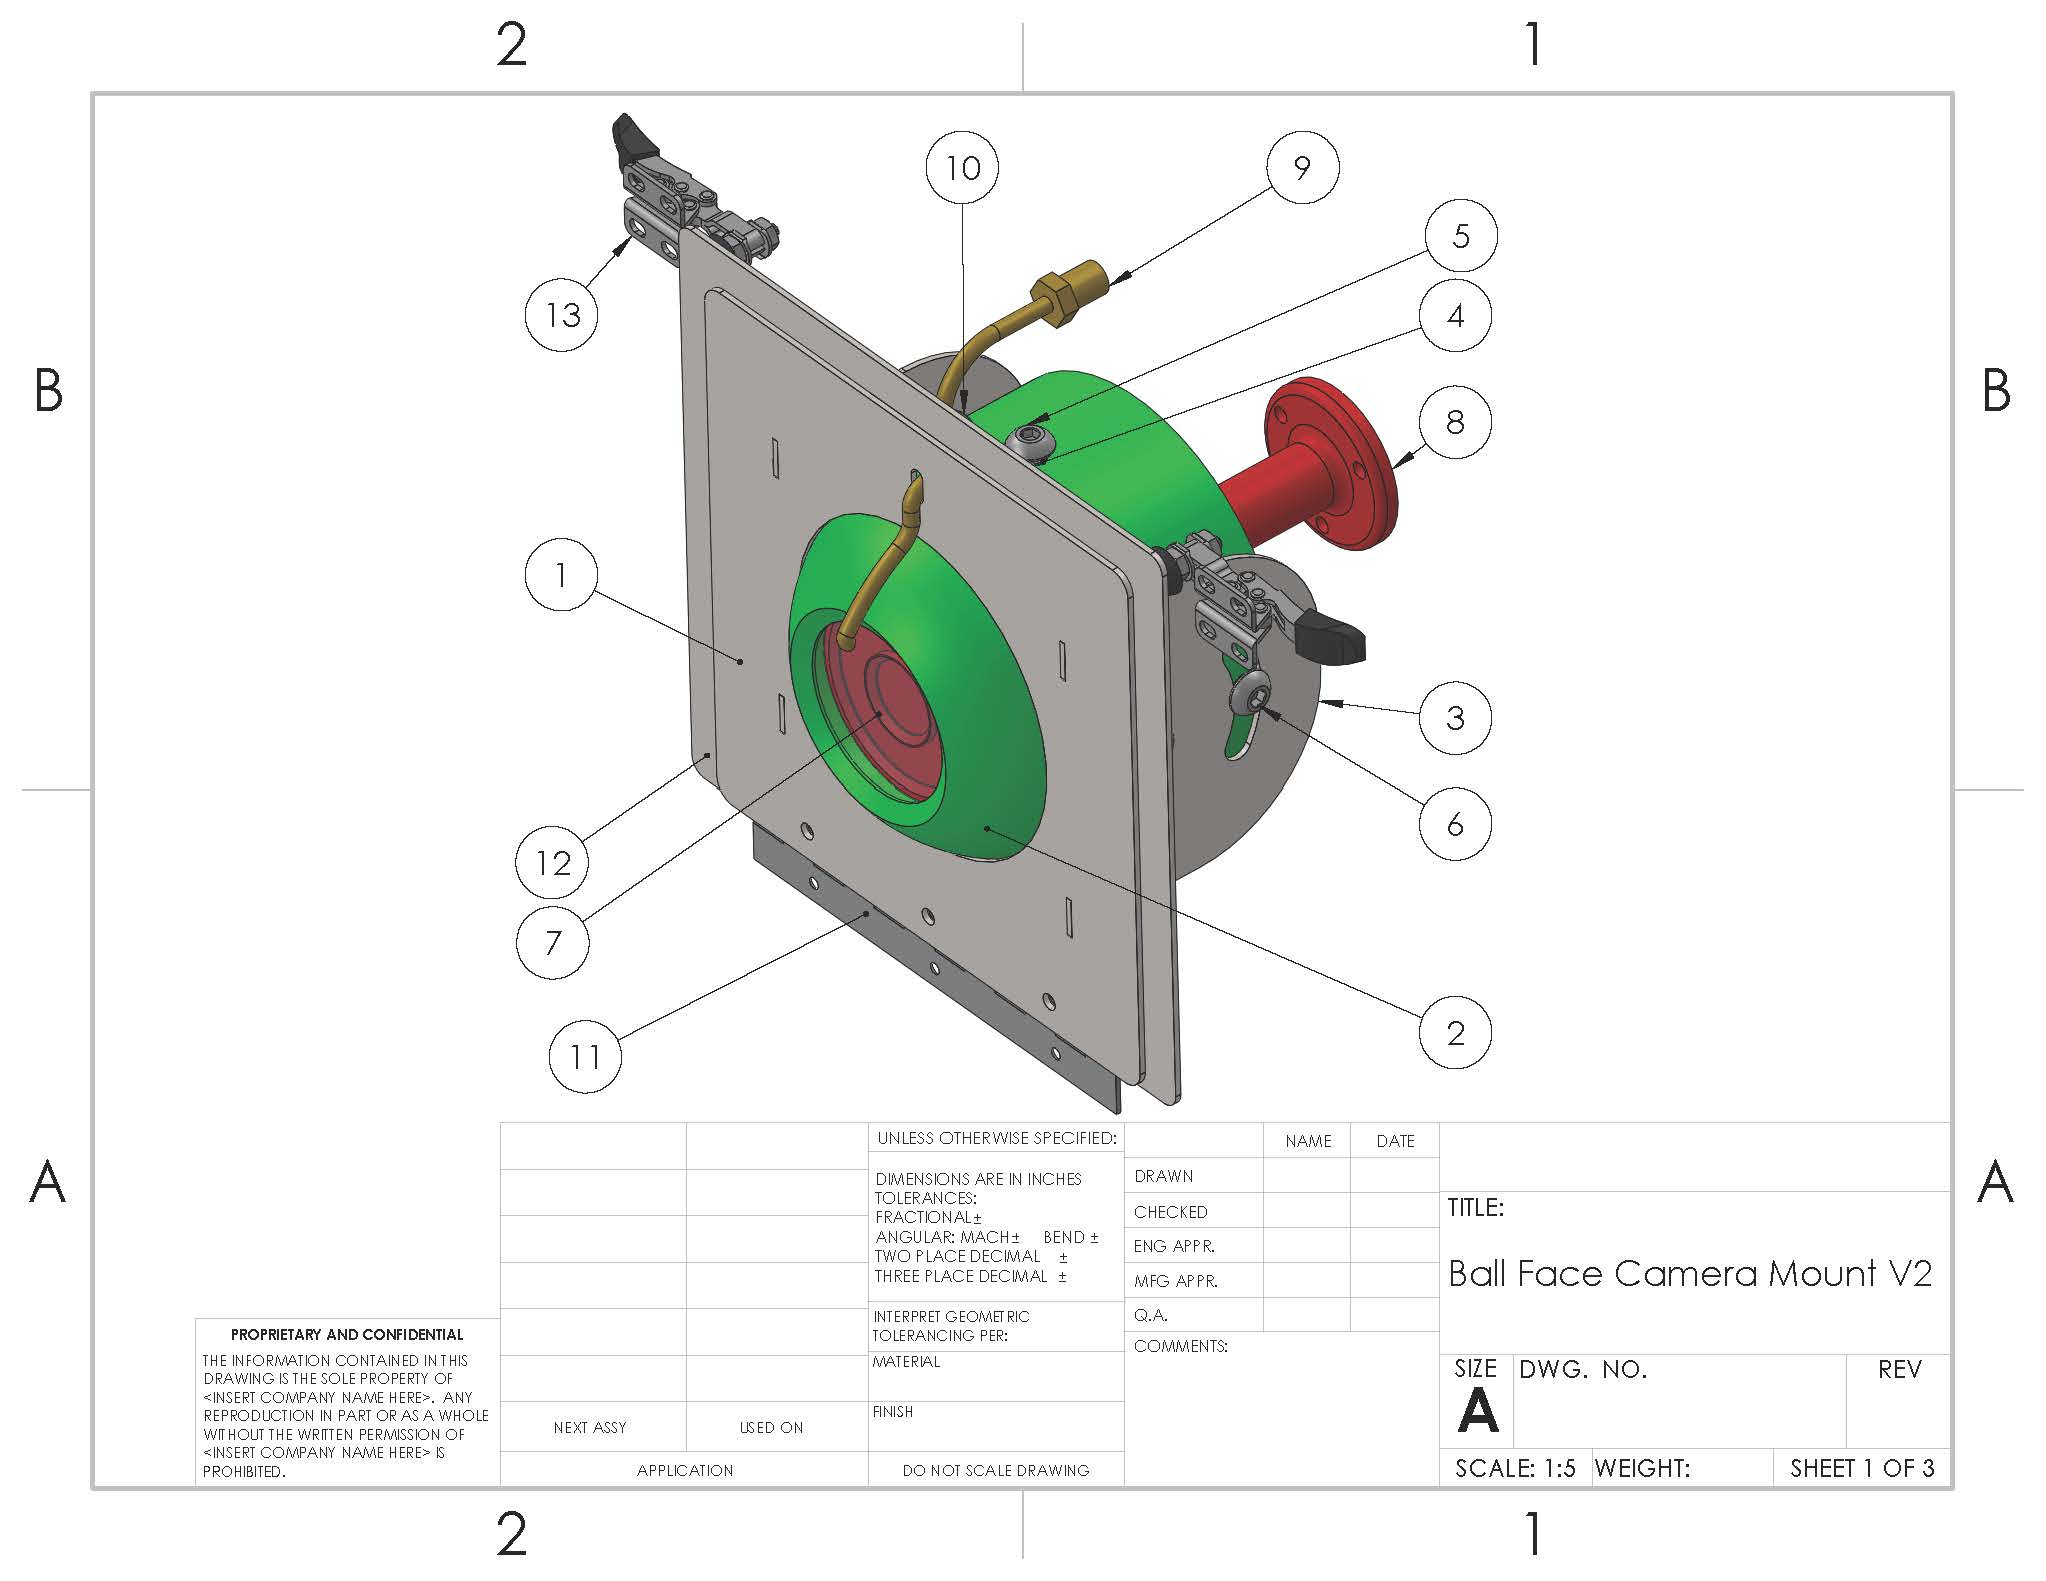 2
1
10
9
5
4
13
8
B
B
1
3
6
12
7
2
11
A
A
UNLESS OTHERWISE SPECIFIED:
DIMENSIONS ARE IN INCHES
TOLERANCES:
FRACTIONAL±
ANGULAR: MACH± BEND ±
TWO PLACE DECIMAL ±
THREE PLACE DECIMAL ±
INTERPRET GEOMETRIC
TOLERANCING PER:
MATERIAL
FINISH
DO NOT SCALE DRAWING
NAME DATE
DRAWN
CHECKED
ENG APPR.
MFG APPR.
Q.A.
COMMENTS:
TITLE:
Ball Face Camera Mount V2
SIZE DWG. NO. REV
A
SCALE: 1:5 WEIGHT: SHEET 1 OF 3
PROPRIETARY AND CONFIDENTIAL
THE INFORMATION CONTAINED IN THIS
DRAWING IS THE SOLE PROPERTY OF
<INSERT COMPANY NAME HERE>. ANY
REPRODUCTION IN PART OR AS A WHOLE
WITHOUT THE WRITTEN PERMISSION OF
<INSERT COMPANY NAME HERE> IS
PROHIBITED.
NEXT ASSY USED ON
APPLICATION
2
1